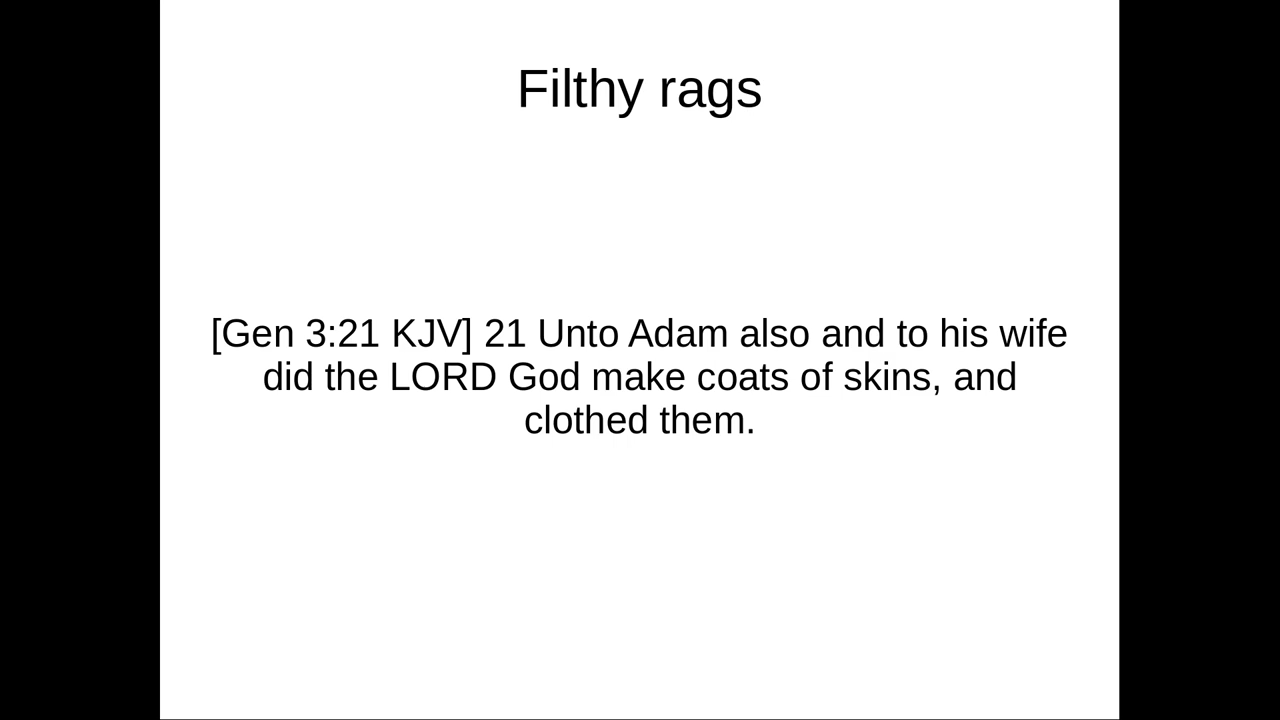 Filthy rags
[Gen 3:21 KJV] 21 Unto Adam also and to his wife
did the LORD God make coats of skins, and
clothed them.